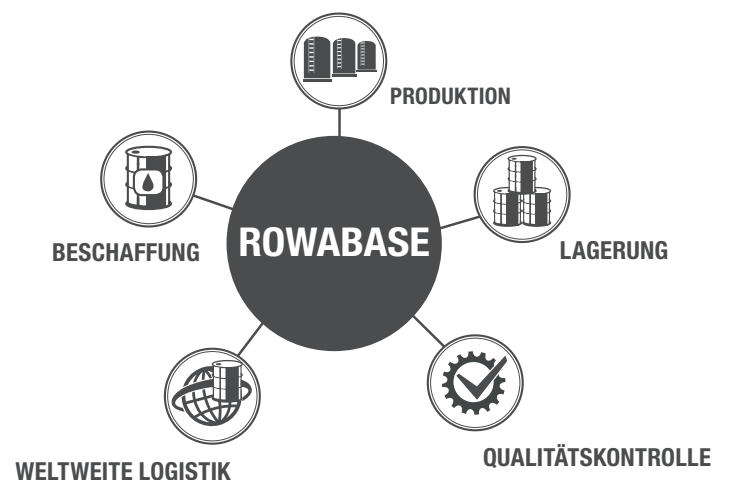 PRODUKTION
BESCHAFFUNG
ROWABASE
LAGERUNG
WELTWEITE LOGISTIK
QUALITÄTSKONTROLLE